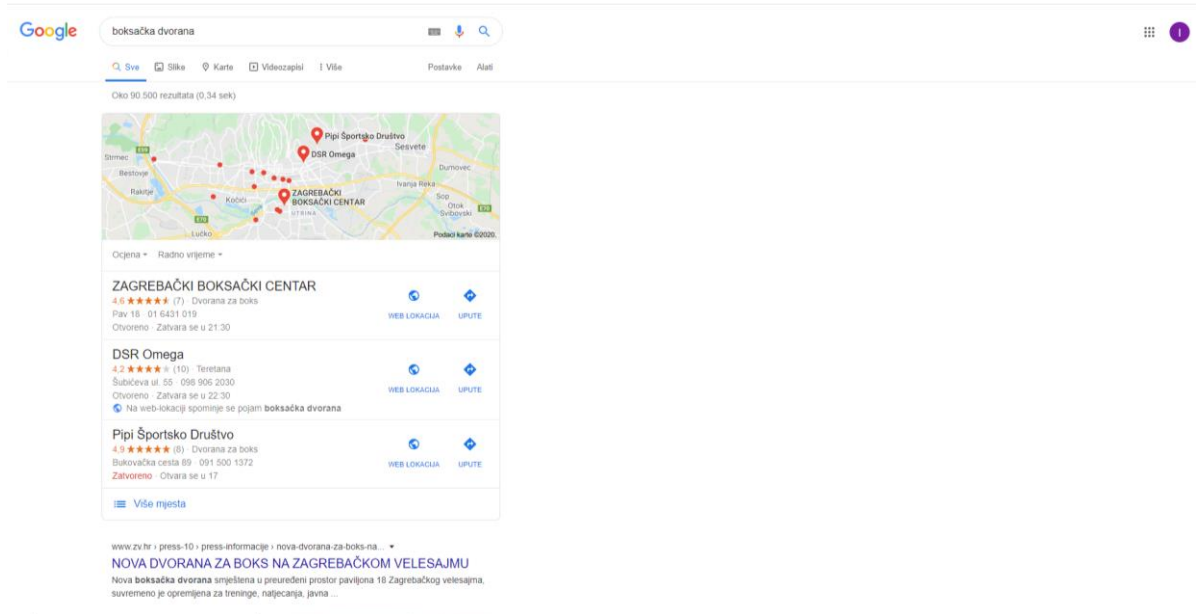 Google
boksačka dvorana
I
Sve Slike Karte Videozapisi Više Postavke Alati
Oko 90.500 rezultata (0,34 sek)
Pipi Športsko Društvo
Sesvete
DSR Omega
Strmec
E59
Bestovje
Dumovec
Ivanja Reka
Rakitje
ZAGREBAČKI
BOKSAČKI CENTAR
Kočići
Sop
Otok
Svibovski
E70
UTRINA
E70
Lučko
Podaci karte ©2020.
Ocjena Radno vrijeme
ZAGREBAČKI BOKSAČKI CENTAR
4,6 ★★★★★ (7) · Dvorana za boks
Pav 18 · 01 6431 019
Otvoreno · Zatvara se u 21:30
WEB LOKACIJA UPUTE
DSR Omega
4,2 ★★★★★ (10) · Teretana
Šubićeva ul. 55 · 098 906 2030
Otvoreno · Zatvara se u 22:30
Na web-lokaciji spominje se pojam boksačka dvorana
WEB LOKACIJA UPUTE
Pipi Športsko Društvo
4,9 ★★★★★ (8) · Dvorana za boks
Bukovačka cesta 89 · 091 500 1372
Zatvoreno · Otvara se u 17
WEB LOKACIJA UPUTE
Više mjesta
www.zv.hr › press-10 › press-informacije › nova-dvorana-za-boks-na...
NOVA DVORANA ZA BOKS NA ZAGREBAČKOM VELESAJMU
Nova boksačka dvorana smještena u preuređeni prostor paviljona 18 Zagrebačkog velesajma,
suvremeno je opremljena za treninge, natjecanja, javna ...